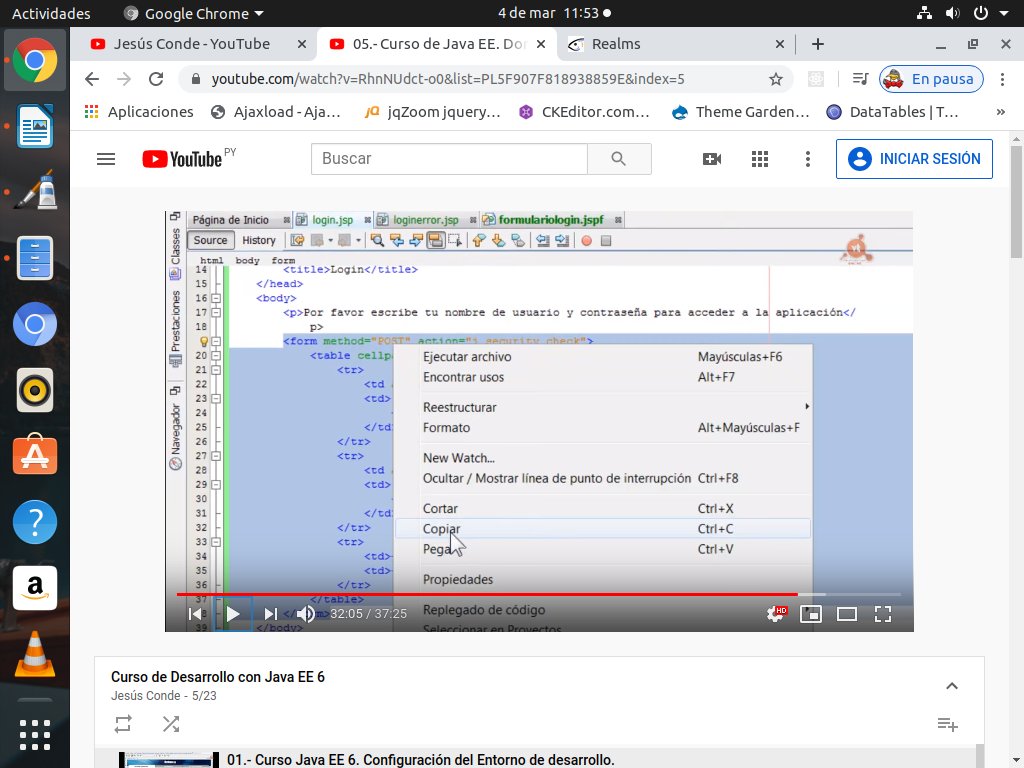 Actividades
Google Chrome
4 de mar 11:53
Jesús Conde - YouTube
05.- Curso de Java EE. Dor
Realms
youtube.com/watch?v=RhnNUdct-o0&list=PL5F907F818938859E&index=5
En pausa
Aplicaciones
Ajaxload - Aja...
jqZoom jquery...
CKEditor.com...
Theme Garden...
DataTables | T...
»
YouTube PY
Buscar
INICIAR SESIÓN
Página de Inicio
login.jsp
loginerror.jsp
formulariologin.jspf
Source
History
html body form
Classes
Prestaciones
Navegador
14 <title>Login</title>
15 </head>
16 <body>
17 <p>Por favor escribe tu nombre de usuario y contraseña para acceder a la aplicación</
18 p>
<form method="POST" action="j_security_check">
20 <table cellpa
21 <tr>
22 <td
23 <td>
24
25 </td
26 </tr>
27 <tr>
28 <td
29 <td>
30
31 </td
32 </tr>
33 <tr>
34 <td>
35 <td>
36 </tr>
</table>
39 </body>
Ejecutar archivo Mayúsculas+F6
Encontrar usos Alt+F7
Reestructurar
Formato Alt+Mayúsculas+F
New Watch...
Ocultar / Mostrar línea de punto de interrupción Ctrl+F8
Cortar Ctrl+X
Copiar Ctrl+C
Pegar Ctrl+V
Propiedades
Replegado de código
Seleccionar en Proyectos
32:05 / 37:25
HD
Curso de Desarrollo con Java EE 6
Jesús Conde - 5/23
01.- Curso Java EE 6. Configuración del Entorno de desarrollo.